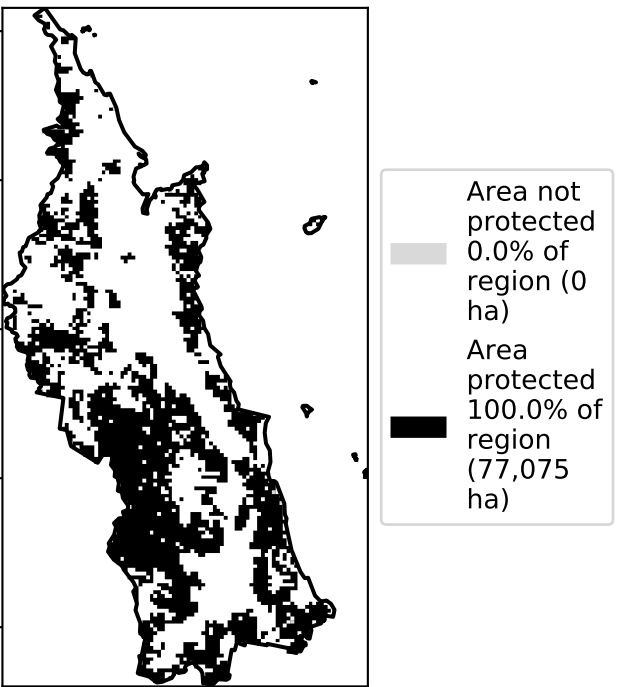 Area not
protected
0.0% of
region (0
ha)
Area
protected
100.0% of
region
(77,075
ha)